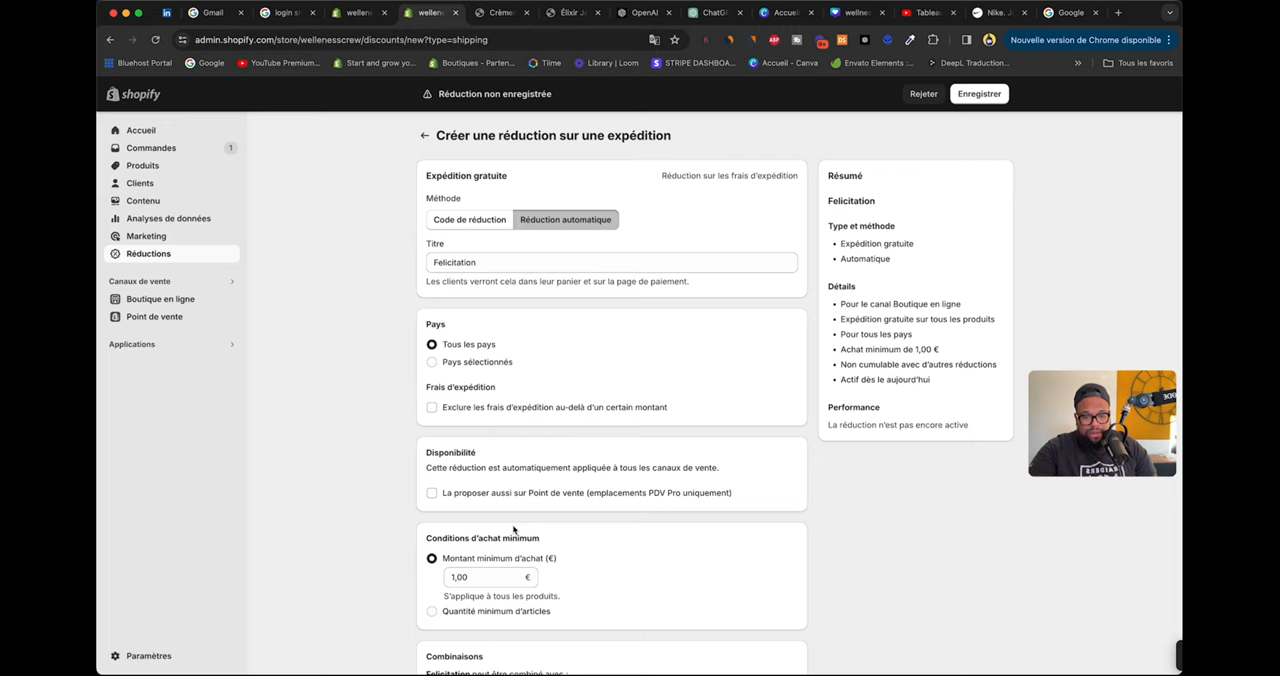 Gmail
login sh
wellene
wellene
Crème
Élixir Je
OpenAI
ChatG
Accueil
wellne
Tableau
Nike. J
Google
admin.shopify.com/store/wellenesscrew/discounts/new?type=shipping
Nouvelle version de Chrome disponible
Bluehost Portal
Google
YouTube Premium...
Start and grow yo...
Boutiques - Parten...
Tiime
Library | Loom
STRIPE DASHBOA...
Accueil - Canva
Envato Elements :...
DeepL Traduction...
Tous les favoris
shopify
Réduction non enregistrée
Rejeter
Enregistrer
Accueil
Commandes
1
Produits
Clients
Contenu
Analyses de données
Marketing
Réductions
Canaux de vente
Boutique en ligne
Point de vente
Applications
Paramètres
Créer une réduction sur une expédition
Expédition gratuite
Réduction sur les frais d'expédition
Méthode
Code de réduction
Réduction automatique
Titre
Felicitation
Les clients verront cela dans leur panier et sur la page de paiement.
Pays
Tous les pays
Pays sélectionnés
Frais d'expédition
Exclure les frais d'expédition au-delà d'un certain montant
Disponibilité
Cette réduction est automatiquement appliquée à tous les canaux de vente.
La proposer aussi sur Point de vente (emplacements PDV Pro uniquement)
Conditions d'achat minimum
Montant minimum d'achat (€)
1,00 €
S'applique à tous les produits.
Quantité minimum d'articles
Combinaisons
Felicitation peut être combiné avec :
Résumé
Felicitation
Type et méthode
• Expédition gratuite
• Automatique
Détails
• Pour le canal Boutique en ligne
• Expédition gratuite sur tous les produits
• Pour tous les pays
• Achat minimum de 1,00 €
• Non cumulable avec d'autres réductions
• Actif dès le aujourd'hui
Performance
La réduction n'est pas encore active